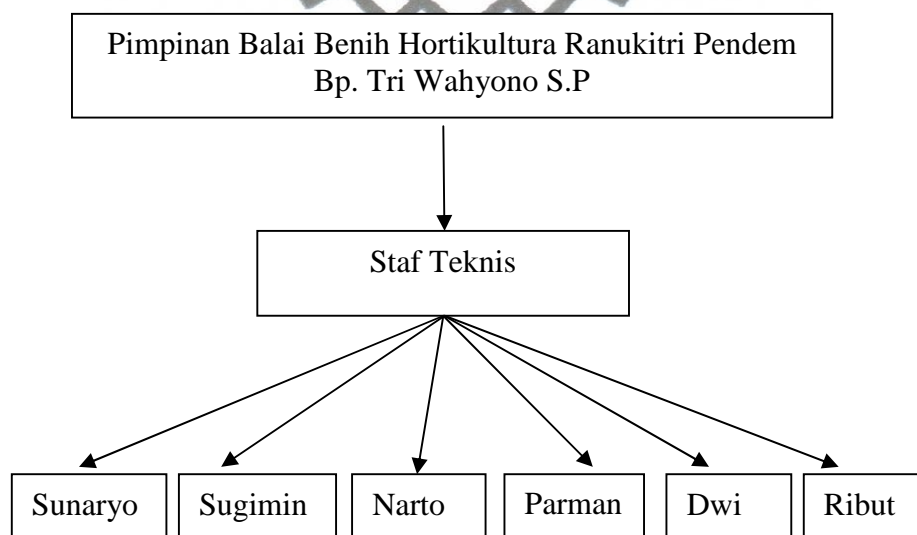 Pimpinan Balai Benih Hortikultura Ranukitri Pendem
Bp. Tri Wahyono S.P
Staf Teknis
Sunaryo
Sugimin
Narto
Parman
Dwi
Ribut